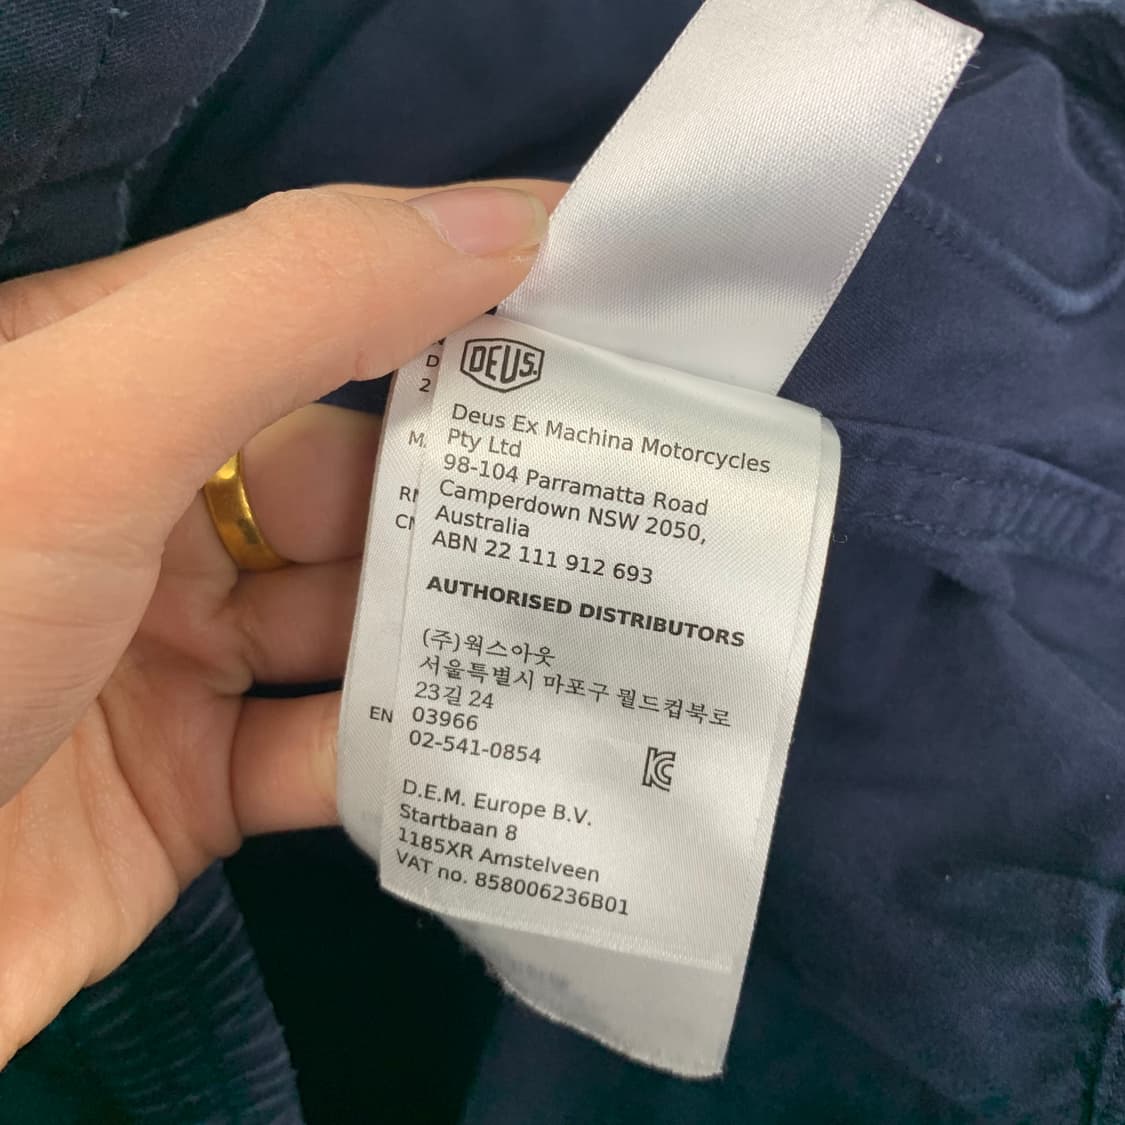 DEUS.
Deus Ex Machina Motorcycles
Pty Ltd
98-104 Parramatta Road
Camperdown NSW 2050,
Australia
ABN 22 111 912 693
AUTHORISED DISTRIBUTORS
(주)웍스아웃
서울특별시 마포구 월드컵북로
23길 24
03966
02-541-0854
D.E.M. Europe B.V.
Startbaan 8
1185XR Amstelveen
VAT no. 858006236B01
D
2
M.
EN